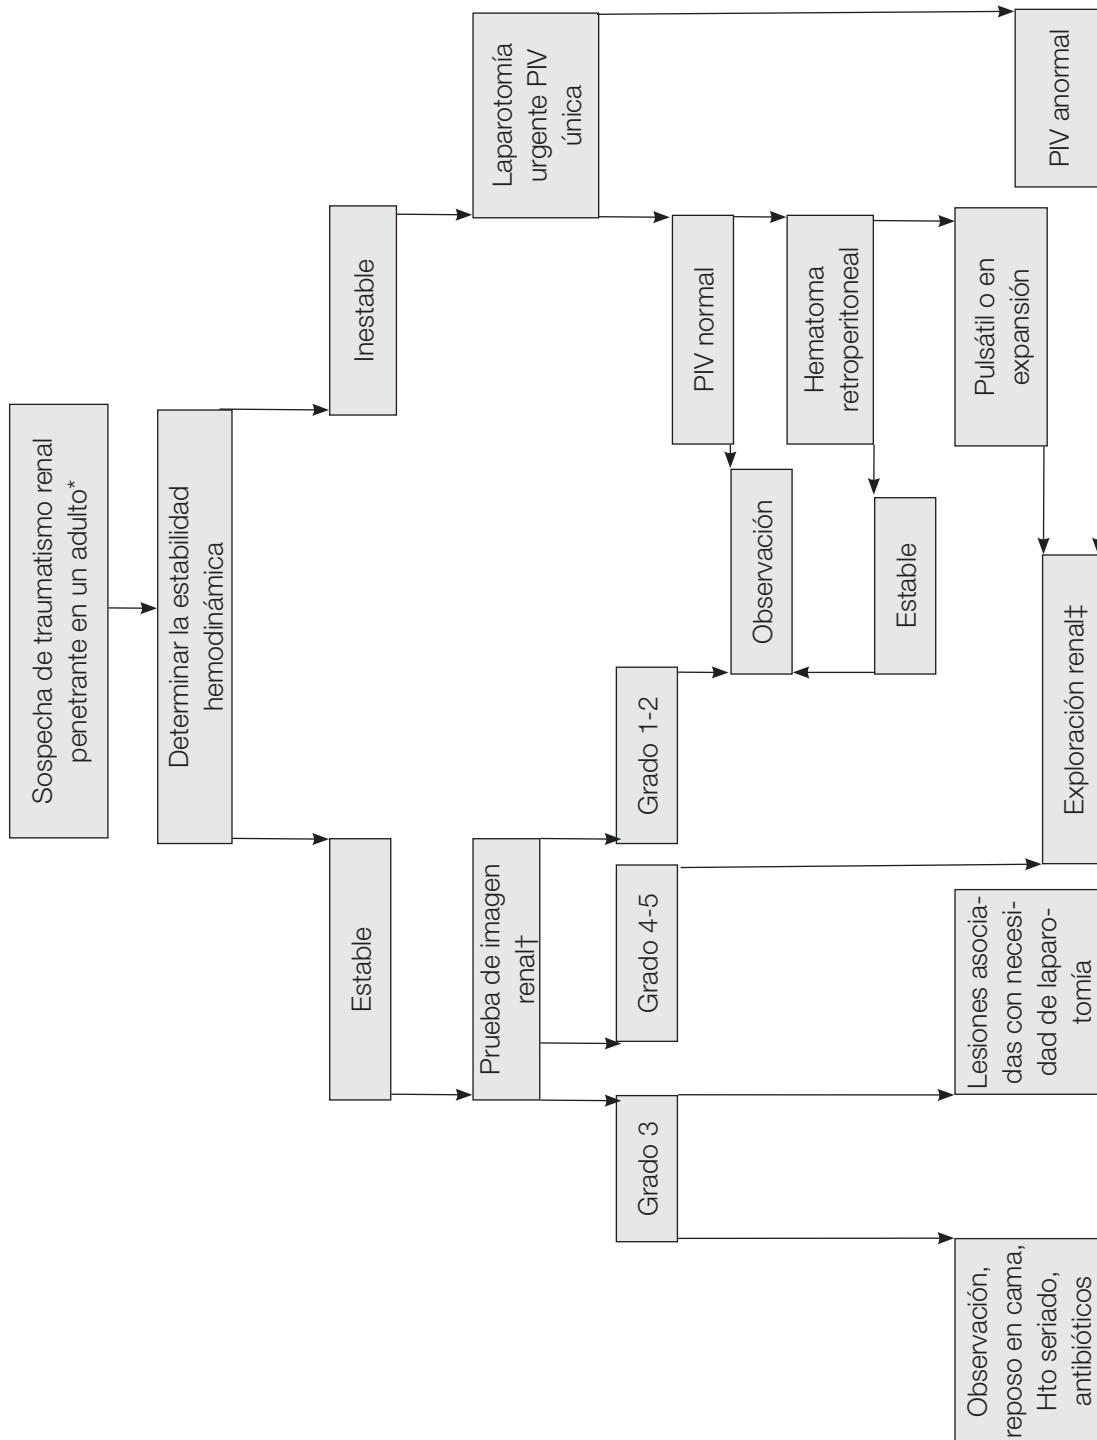 Sospecha de traumatismo renal
penetrante en un adulto*
Determinar la estabilidad
hemodinámica
Estable
Inestable
Prueba de imagen
renal†
Laparotomía
urgente PIV
única
Grado 3
Grado 4-5
Grado 1-2
PIV normal
Observación
Hematoma
retroperitoneal
Estable
Observación,
reposo en cama,
Hto seriado,
antibióticos
Lesiones asocia-
das con necesi-
dad de laparo-
tomía
Pulsátil o en
expansión
Exploración renal‡
PIV anormal